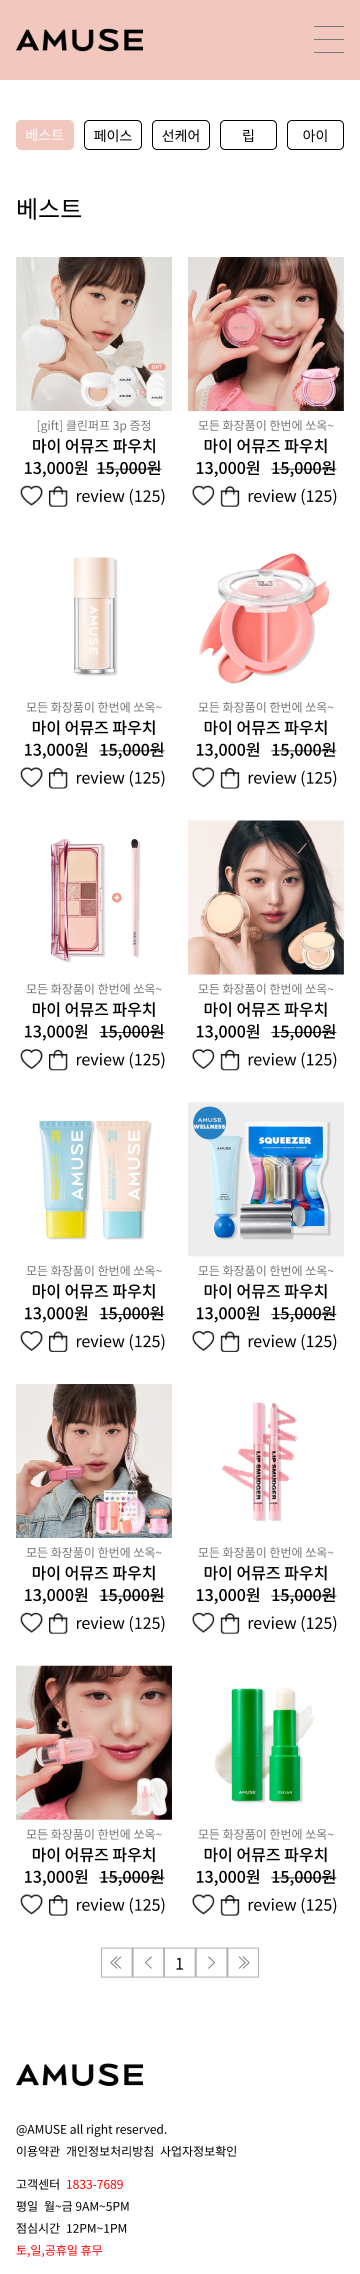 AMUSE
베스트 페이스 선케어 립 아이
베스트
[gift] 클린퍼프 3p 증정
마이 어뮤즈 파우치
13,000원 15,000원
review (125)
모든 화장품이 한번에 쏘옥~
마이 어뮤즈 파우치
13,000원 15,000원
review (125)
AMUSE
모든 화장품이 한번에 쏘옥~
마이 어뮤즈 파우치
13,000원 15,000원
review (125)
모든 화장품이 한번에 쏘옥~
마이 어뮤즈 파우치
13,000원 15,000원
review (125)
모든 화장품이 한번에 쏘옥~
마이 어뮤즈 파우치
13,000원 15,000원
review (125)
모든 화장품이 한번에 쏘옥~
마이 어뮤즈 파우치
13,000원 15,000원
review (125)
AMUSE
AMUSE
모든 화장품이 한번에 쏘옥~
마이 어뮤즈 파우치
13,000원 15,000원
review (125)
AMUSE
WELLNESS
AMUSE
SQUEEZER
모든 화장품이 한번에 쏘옥~
마이 어뮤즈 파우치
13,000원 15,000원
review (125)
모든 화장품이 한번에 쏘옥~
마이 어뮤즈 파우치
13,000원 15,000원
review (125)
LIP SMUDGER
LIP SMUDGER
모든 화장품이 한번에 쏘옥~
마이 어뮤즈 파우치
13,000원 15,000원
review (125)
모든 화장품이 한번에 쏘옥~
마이 어뮤즈 파우치
13,000원 15,000원
review (125)
AMUSE
VEGAN
모든 화장품이 한번에 쏘옥~
마이 어뮤즈 파우치
13,000원 15,000원
review (125)
1
AMUSE
@AMUSE all right reserved.
이용약관 개인정보처리방침 사업자정보확인
고객센터 1833-7689
평일 월~금 9AM~5PM
점심시간 12PM~1PM
토,일,공휴일 휴무